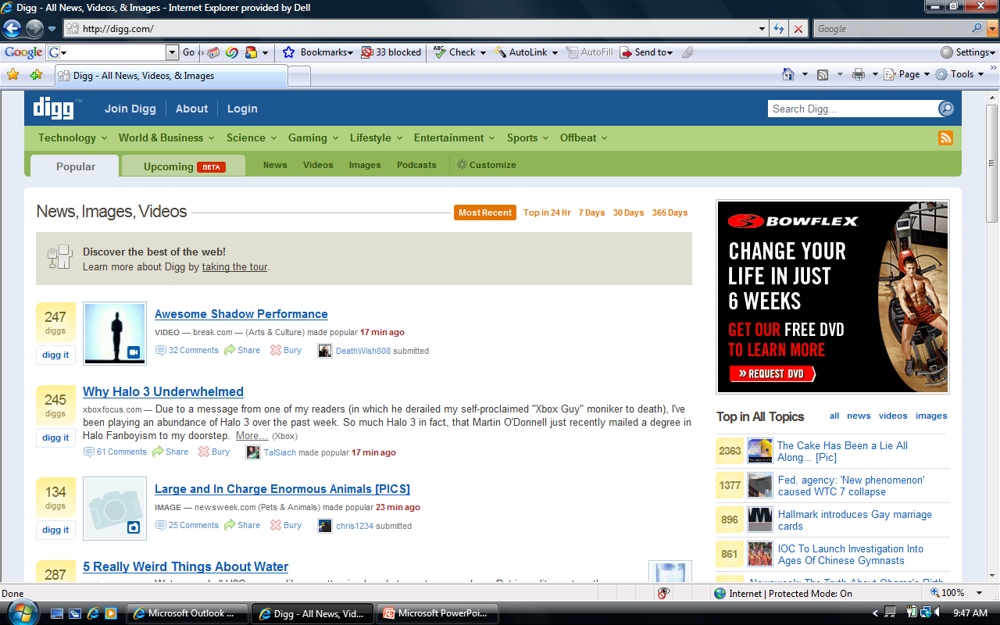 Digg - All News, Videos, & Images - Internet Explorer provided by Dell
http://digg.com/
Google
Google G Go Bookmarks 33 blocked ABC Check AutoLink AutoFill Send to Settings
Digg - All News, Videos, & Images
Page Tools
digg™ Join Digg About Login
Search Digg...
Technology World & Business Science Gaming Lifestyle Entertainment Sports Offbeat
Popular Upcoming BETA News Videos Images Podcasts Customize
News, Images, Videos
Most Recent Top in 24 Hr 7 Days 30 Days 365 Days
Discover the best of the web!
Learn more about Digg by taking the tour.
247
diggs
digg it
Awesome Shadow Performance
VIDEO — break.com — (Arts & Culture) made popular 17 min ago
32 Comments Share Bury DeathWish808 submitted
245
diggs
digg it
Why Halo 3 Underwhelmed
xboxfocus.com — Due to a message from one of my readers (in which he derailed my self-proclaimed "Xbox Guy" moniker to death), I've
been playing an abundance of Halo 3 over the past week. So much Halo 3 in fact, that Martin O'Donnell just recently mailed a degree in
Halo Fanboyism to my doorstep. More... (Xbox)
61 Comments Share Bury TalSiach made popular 17 min ago
134
diggs
digg it
Large and In Charge Enormous Animals [PICS]
IMAGE — newsweek.com (Pets & Animals) made popular 23 min ago
25 Comments Share Bury chris1234 submitted
287
5 Really Weird Things About Water
BOWFLEX
CHANGE YOUR
LIFE IN JUST
6 WEEKS
GET OUR FREE DVD
TO LEARN MORE
» REQUEST DVD
Top in All Topics all news videos images
2363 The Cake Has Been a Lie All
Along... [Pic]
1377 Fed. agency: 'New phenomenon'
caused WTC 7 collapse
896 Hallmark introduces Gay marriage
cards
861 IOC To Launch Investigation Into
Ages Of Chinese Gymnasts
Newsweek: The Truth About Obama's Birth
Done
Internet | Protected Mode: On
100%
Microsoft Outlook ...
Digg - All News, Vid...
Microsoft PowerPoi...
9:47 AM